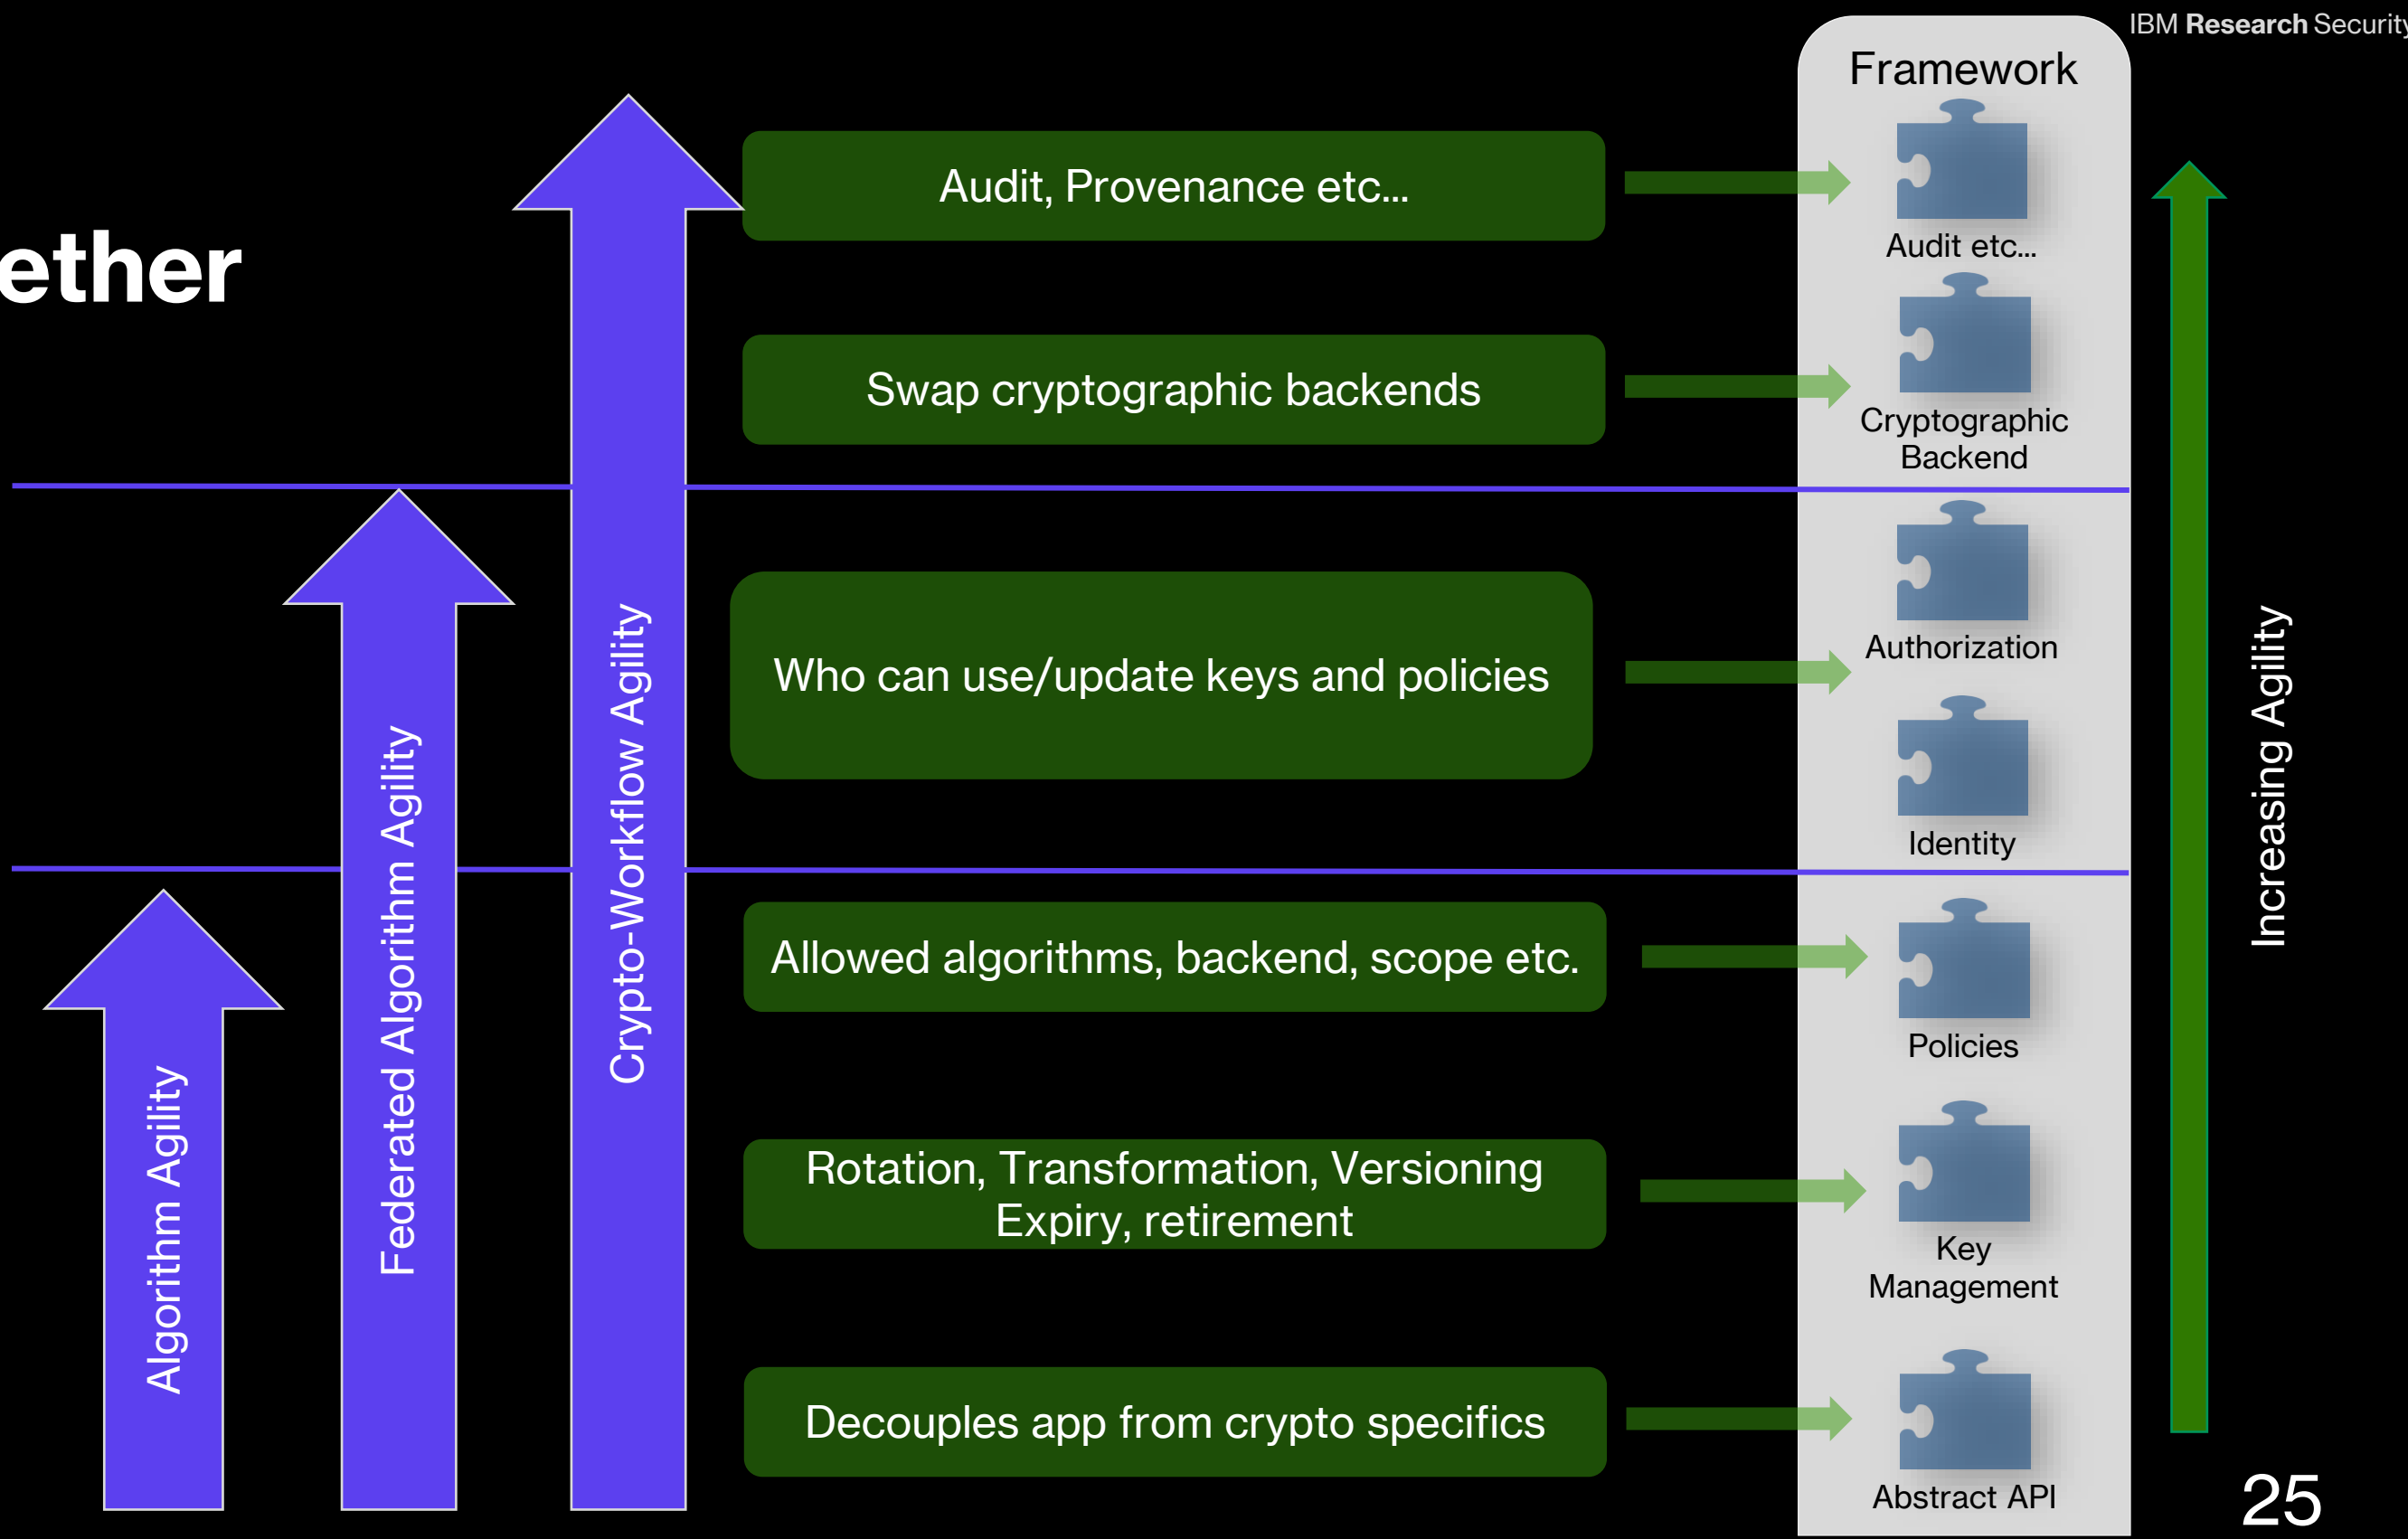 IBM Research Security
ether
Algorithm Agility
Federated Algorithm Agility
Crypto-Workflow Agility
Audit, Provenance etc...
Swap cryptographic backends
Who can use/update keys and policies
Allowed algorithms, backend, scope etc.
Rotation, Transformation, Versioning
Expiry, retirement
Decouples app from crypto specifics
Framework
Audit etc...
Cryptographic
Backend
Authorization
Identity
Policies
Key
Management
Abstract API
Increasing Agility
25